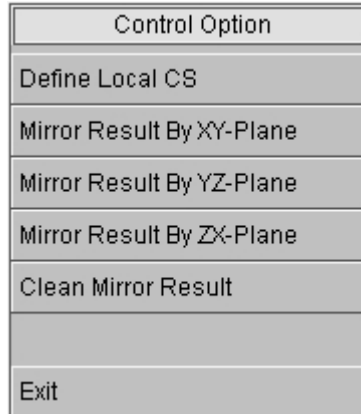 Control Option
Define Local CS
Mirror Result By XY-Plane
Mirror Result By YZ-Plane
Mirror Result By ZX-Plane
Clean Mirror Result
Exit